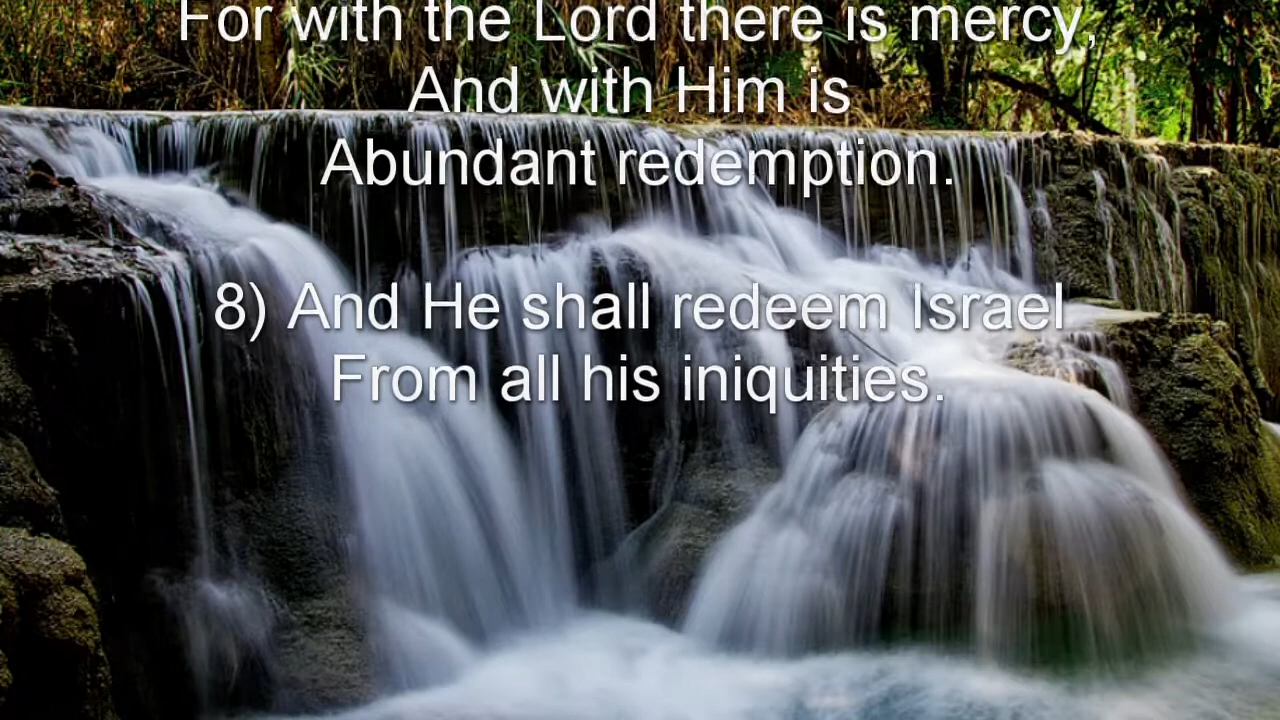 For with the Lord there is mercy,
And with Him is
Abundant redemption.
8) And He shall redeem Israel
From all his iniquities.